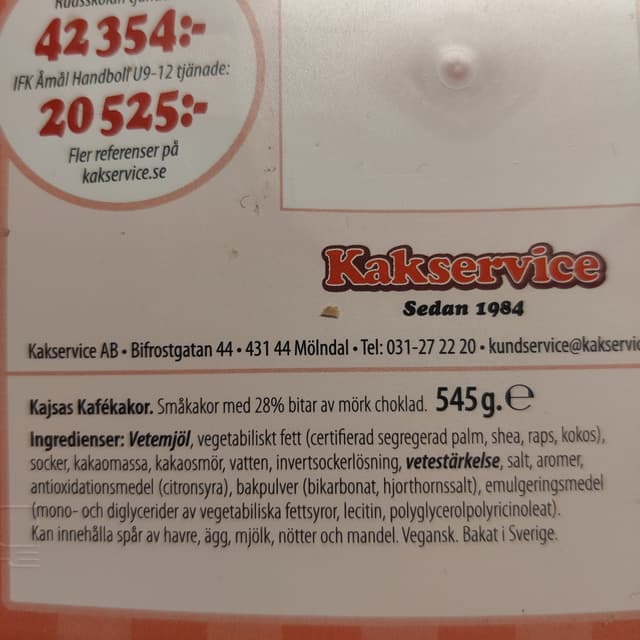 42 354:-
IFK Åmål Handboll U9-12 tjänade:
20 525:-
Fler referenser på
kakservice.se
Kakservice
Sedan 1984
Kakservice AB • Bifrostgatan 44 • 431 44 Mölndal • Tel: 031-27 22 20 • kundservice@kakservic
Kajsas Kafékakor. Småkakor med 28% bitar av mörk choklad. 545 g. ℮
Ingredienser: Vetemjöl, vegetabiliskt fett (certifierad segregerad palm, shea, raps, kokos),
socker, kakaomassa, kakaosmör, vatten, invertsockerlösning, vetestärkelse, salt, aromer,
antioxidationsmedel (citronsyra), bakpulver (bikarbonat, hjorthornssalt), emulgeringsmedel
(mono- och diglycerider av vegetabiliska fettsyror, lecitin, polyglycerolpolyricinoleat).
Kan innehålla spår av havre, ägg, mjölk, nötter och mandel. Vegansk. Bakat i Sverige.